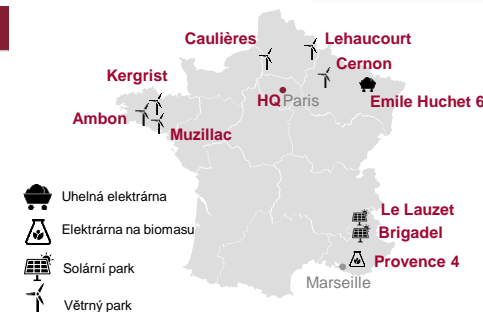 Caulières
Lehaucourt
Cernon
Kergrist
HQ Paris
Emile Huchet 6
Ambon
Muzillac
Uhelná elektrárna
Elektrárna na biomasu
Solární park
Větrný park
Le Lauzet
Brigadel
Provence 4
Marseille